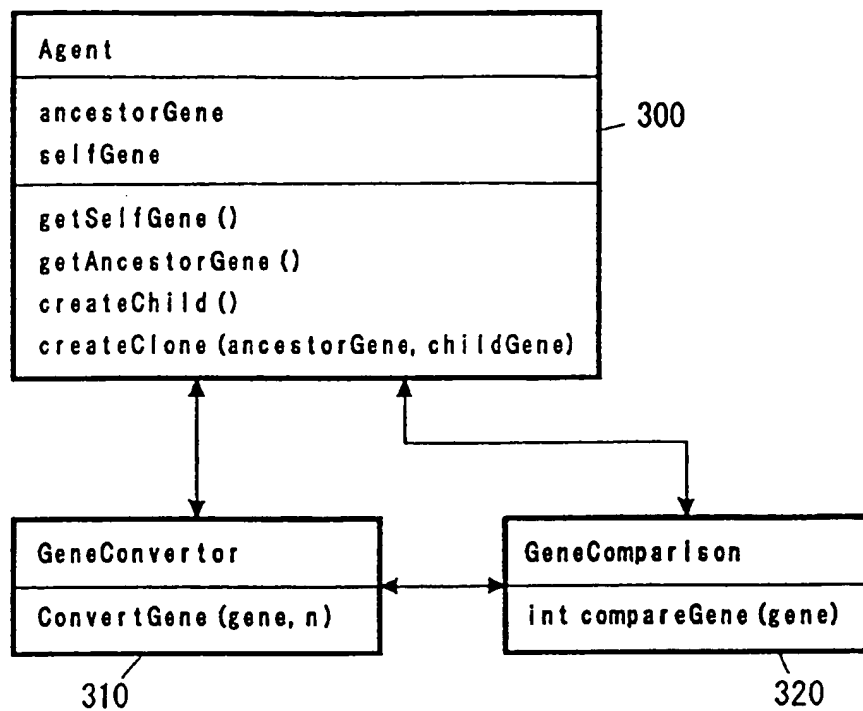 Agent
ancestorGene
selfGene
300
getSelfGene()
getAncestorGene()
createChild()
createClone(ancestorGene, childGene)
GeneConvertor
ConvertGene(gene, n)
310
GeneComparison
int compareGene(gene)
320